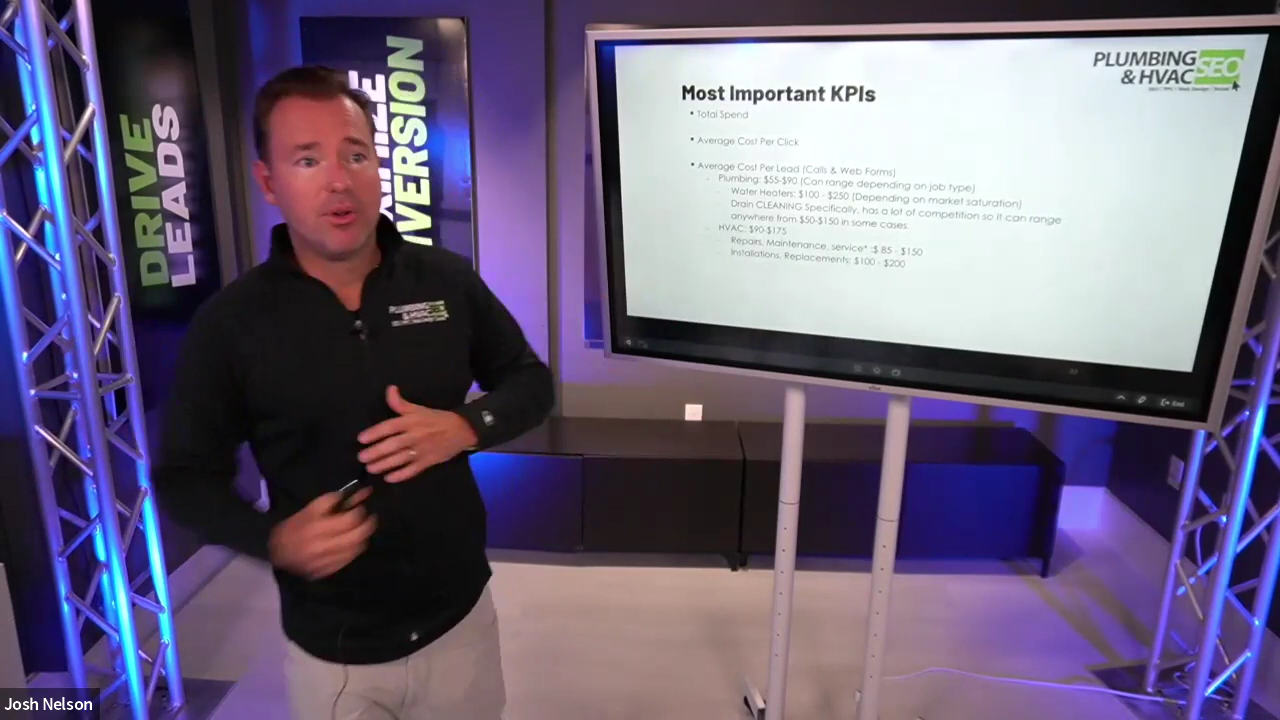 DRIVE
LEADS
VERSION
PLUMBING
& HVAC SEO
PLUMBING
& HVAC SEO
Most Important KPIs
• Total Spend
• Average Cost Per Click
• Average Cost Per Lead (Calls & Web Forms)
- Plumbing: $55-$90 (Can range depending on job type)
- Water Heaters: $100 - $250 (Depending on market saturation)
- Drain CLEANING Specifically, has a lot of competition so it can range
anywhere from $50-$150 in some cases.
- HVAC: $90-$175
- Repairs, Maintenance, service* :$ 85 - $150
- Installations, Replacements: $100 - $200
Josh Nelson